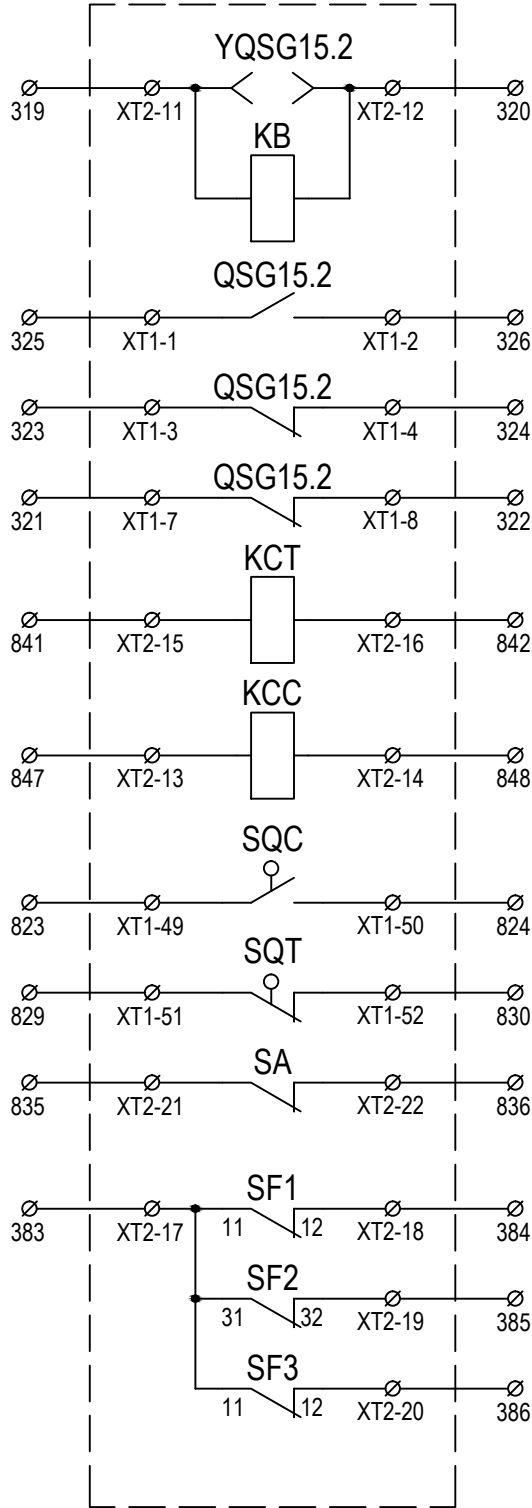 YQSG15.2
319 XT2-11 XT2-12 320
KB
QSG15.2
325 XT1-1 XT1-2 326
QSG15.2
323 XT1-3 XT1-4 324
QSG15.2
321 XT1-7 XT1-8 322
KCT
841 XT2-15 XT2-16 842
KCC
847 XT2-13 XT2-14 848
SQC
823 XT1-49 XT1-50 824
SQT
829 XT1-51 XT1-52 830
SA
835 XT2-21 XT2-22 836
SF1
383 XT2-17 11 12 XT2-18 384
SF2
31 32 XT2-19 385
SF3
11 12 XT2-20 386